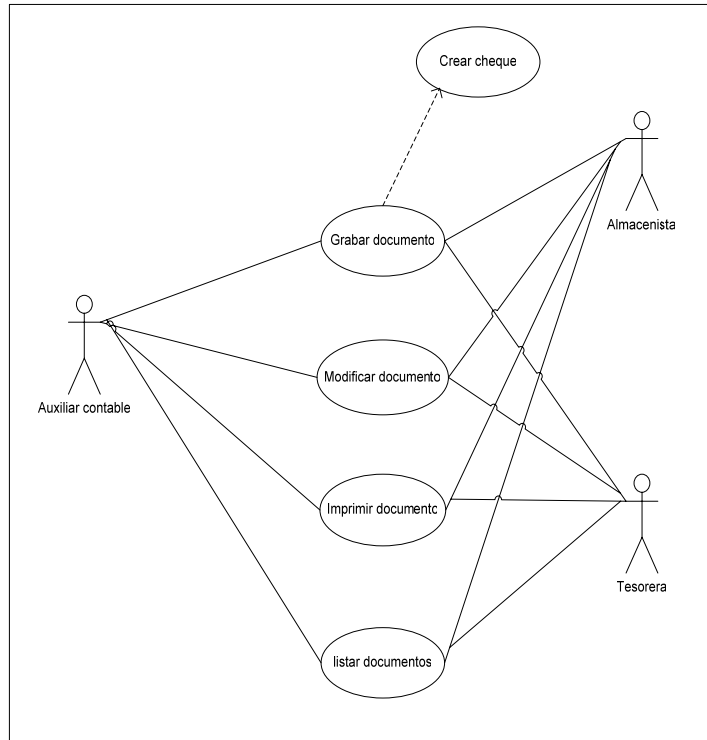 Crear cheque
Almacenista
Grabar documento
Modificar documento
Auxiliar contable
Imprimir documento
Tesorera
listar documentos